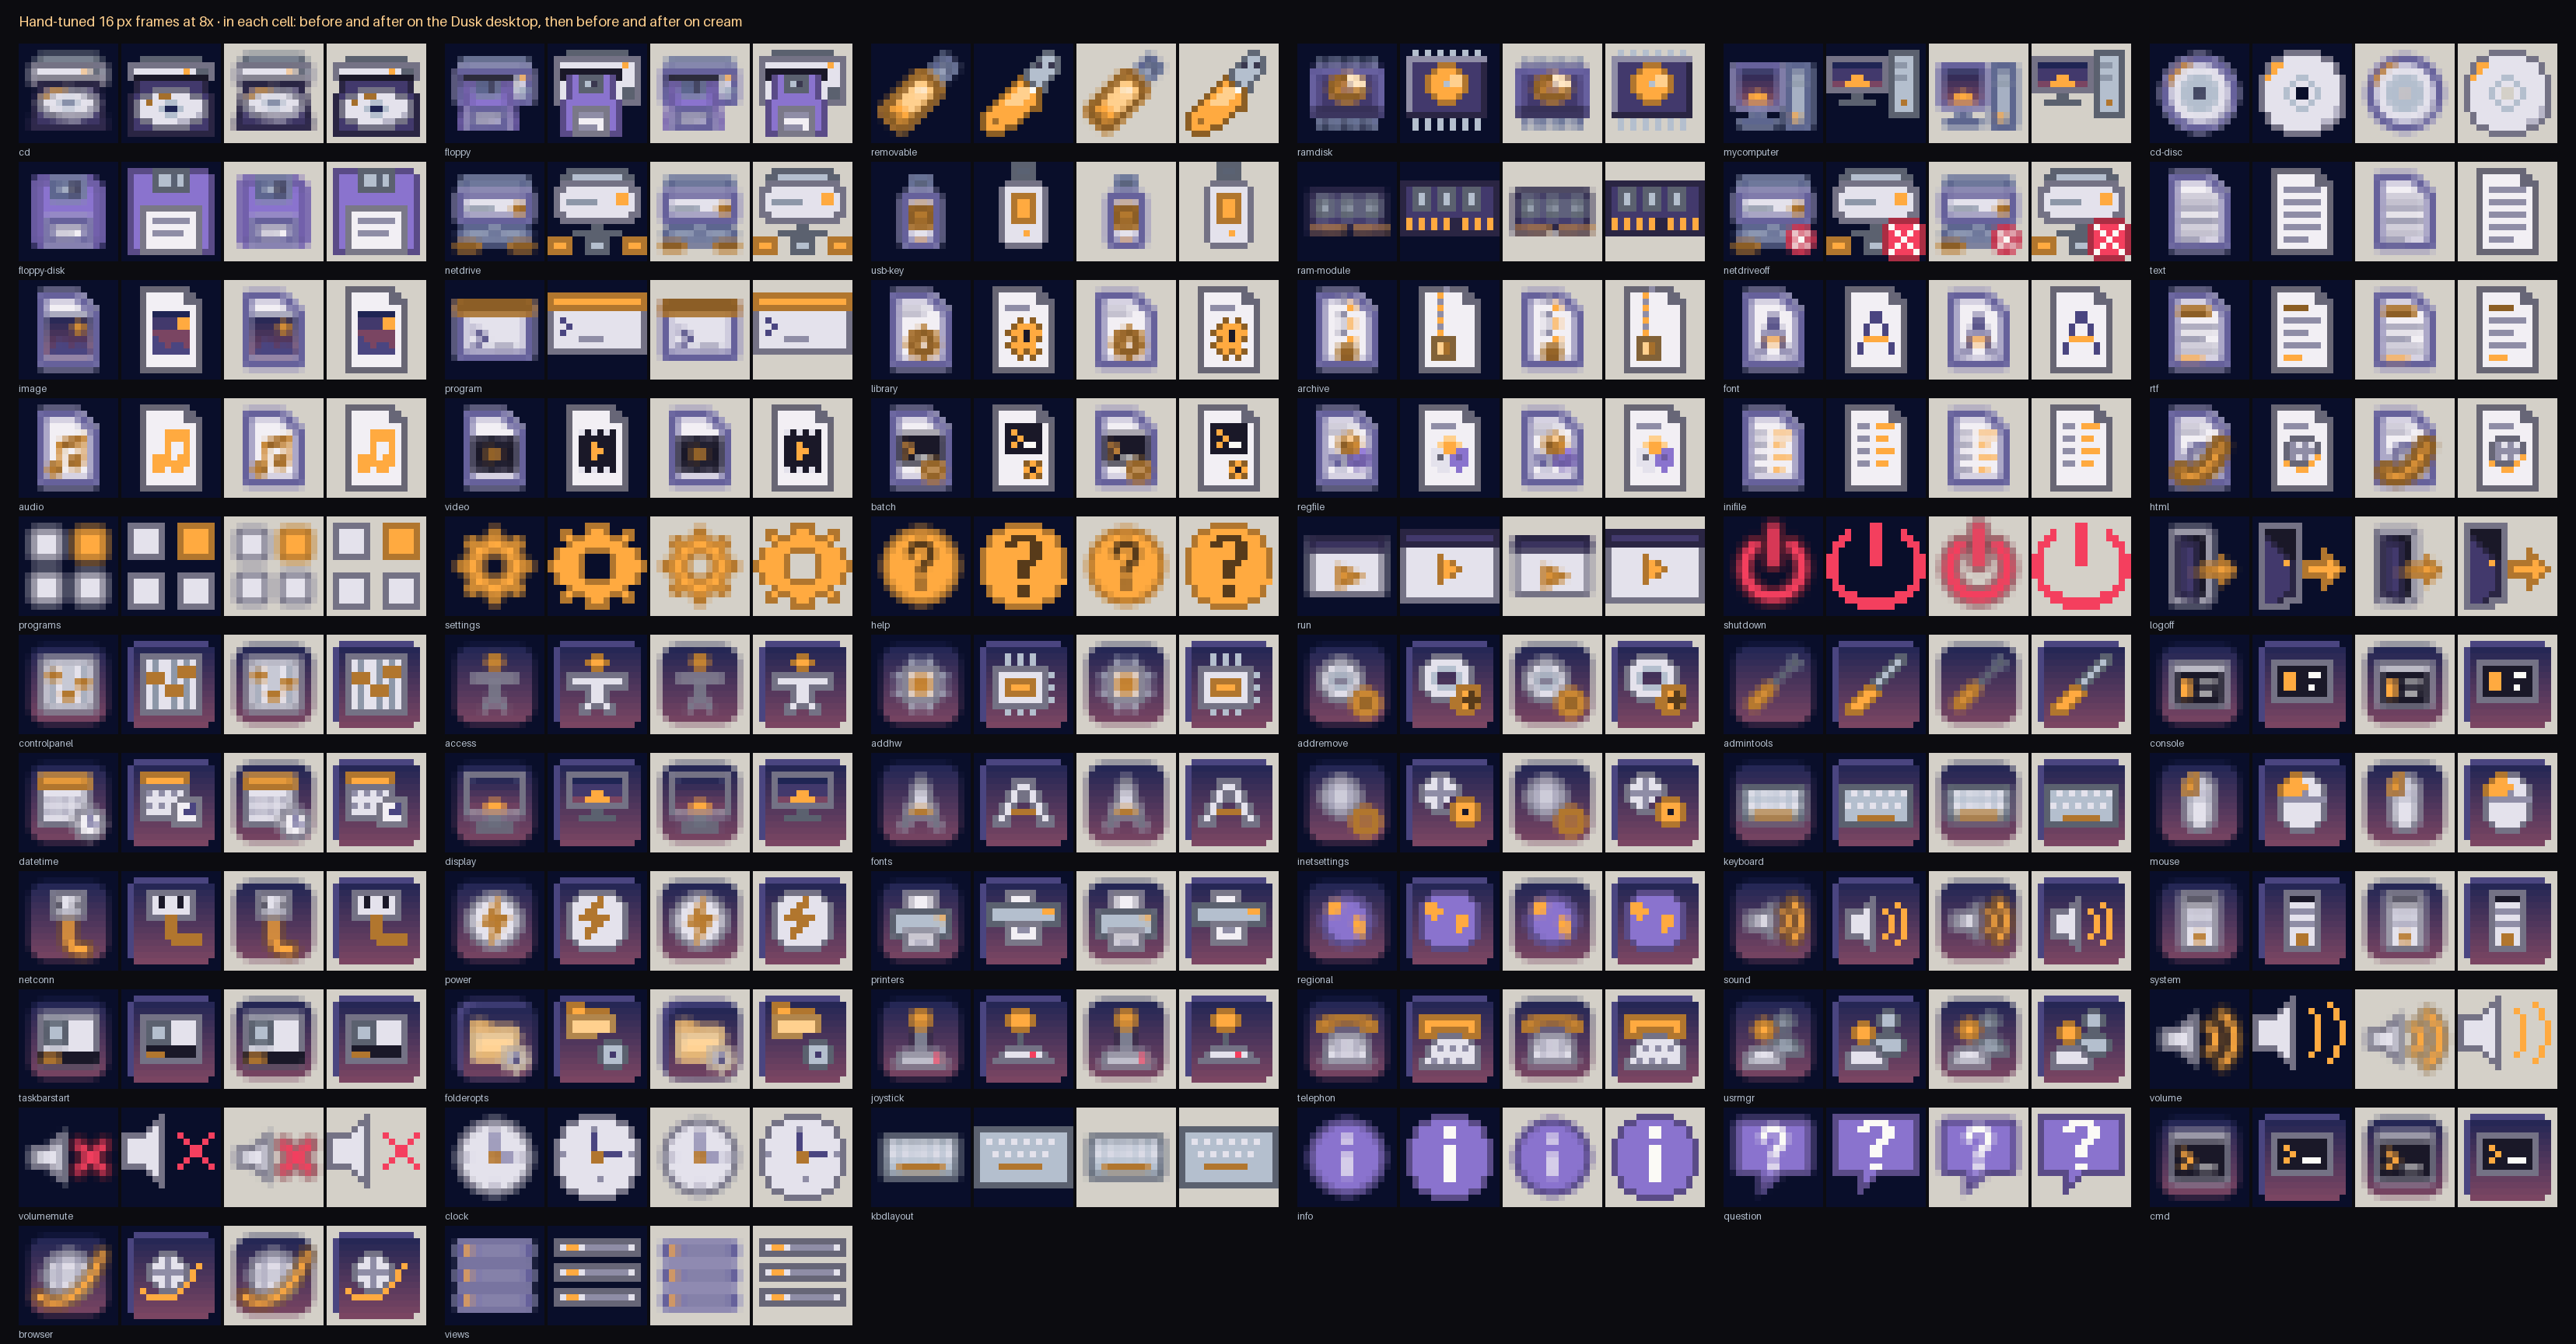 Hand-tuned 16 px frames at 8x · in each cell: before and after on the Dusk desktop, then before and after on cream
cd floppy removable ramdisk mycomputer cd-disc
floppy-disk netdrive usb-key ram-module netdriveoff text
image program library archive font rtf
audio video batch regfile inifile html
programs settings help run shutdown logoff
controlpanel access addhw addremove admintools console
datetime display fonts inetsettings keyboard mouse
netconn power printers regional sound system
taskbarstart folderopts joystick telephon usrmgr volume
volumemute clock kbdlayout info question cmd
browser views